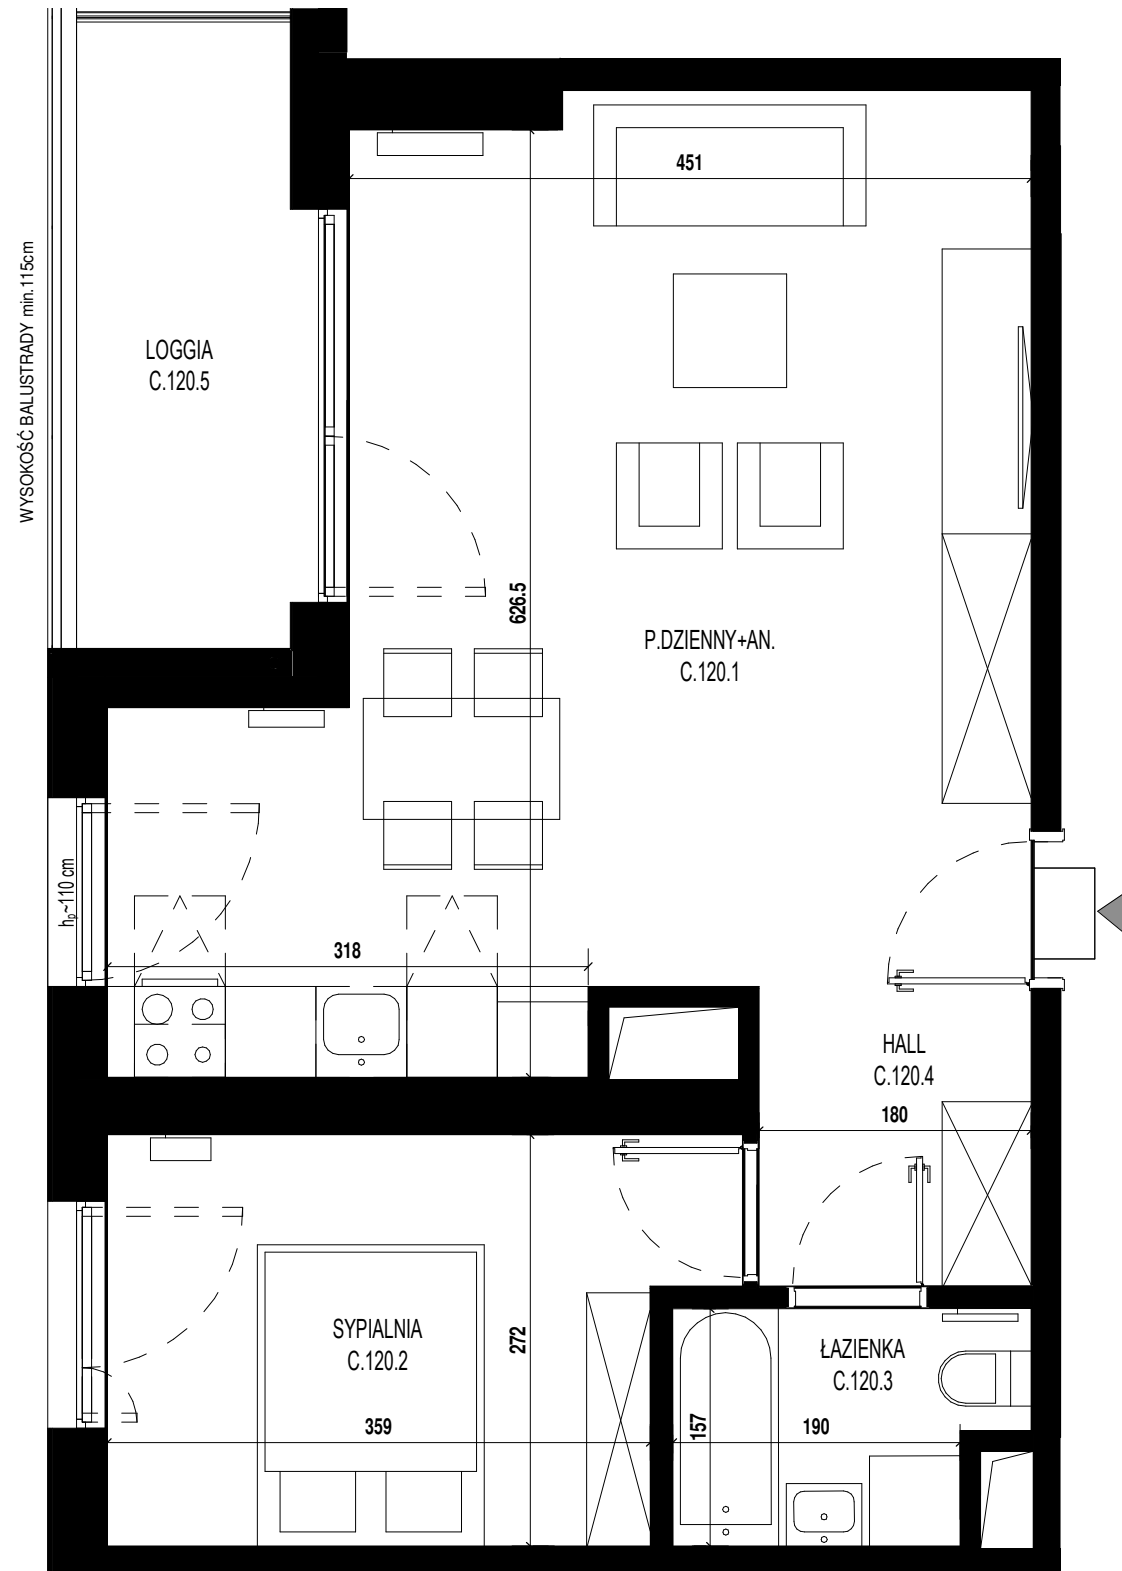 451
WYSOKOŚĆ BALUSTRADY min.115cm
LOGGIA
C.120.5
626.5
P.DZIENNY+AN.
C.120.1
hp~110 cm
318
HALL
C.120.4
180
SYPIALNIA
C.120.2
272
359
ŁAZIENKA
C.120.3
157
190